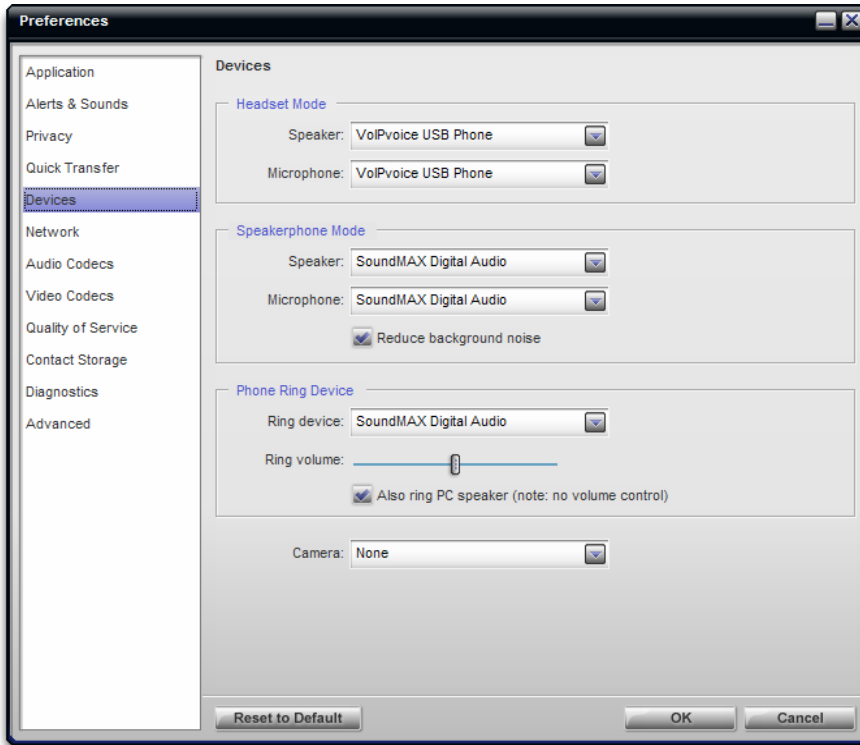 Preferences
Application
Alerts & Sounds
Privacy
Quick Transfer
Devices
Network
Audio Codecs
Video Codecs
Quality of Service
Contact Storage
Diagnostics
Advanced
Devices
Headset Mode
Speaker: VoIPvoice USB Phone
Microphone: VoIPvoice USB Phone
Speakerphone Mode
Speaker: SoundMAX Digital Audio
Microphone: SoundMAX Digital Audio
Reduce background noise
Phone Ring Device
Ring device: SoundMAX Digital Audio
Ring volume:
Also ring PC speaker (note: no volume control)
Camera: None
Reset to Default OK Cancel